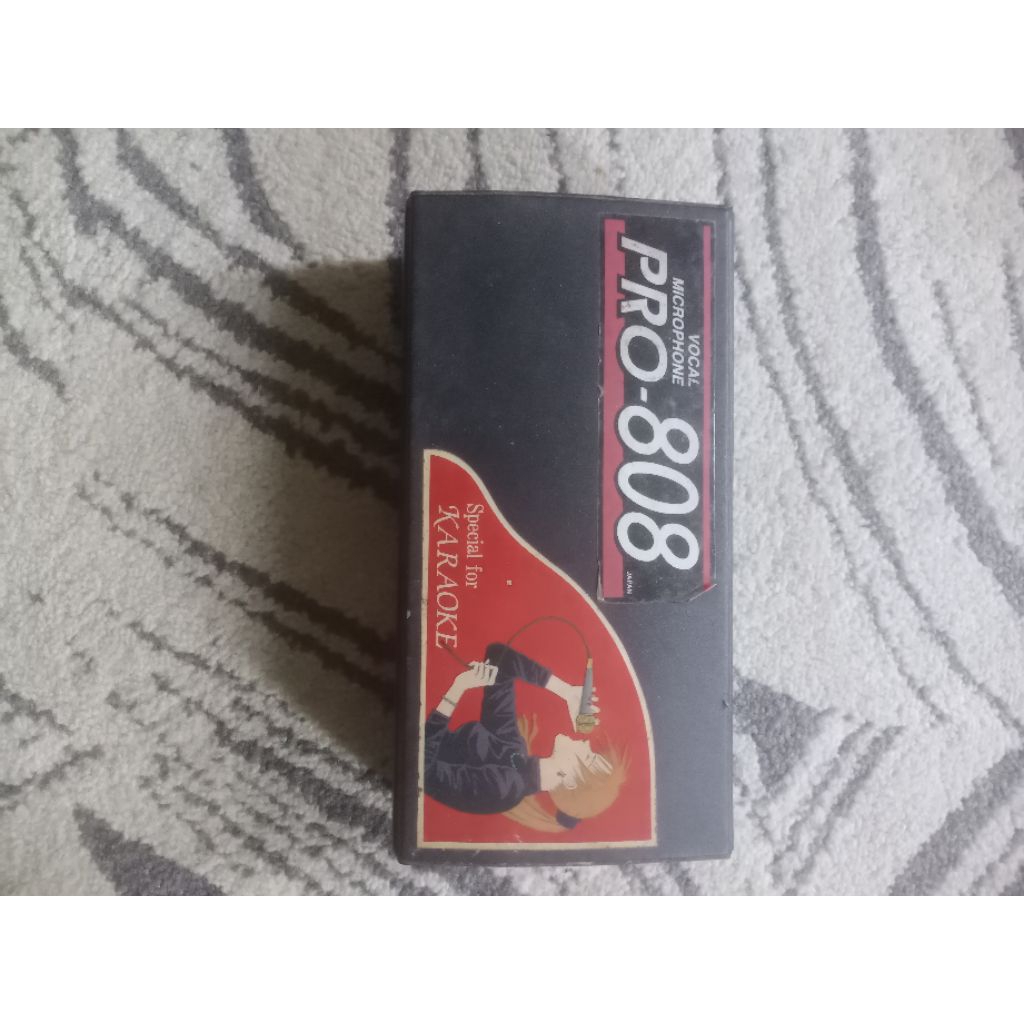 VOCAL
MICROPHONE
PRO-808
JAPAN
Special for
KARAOKE